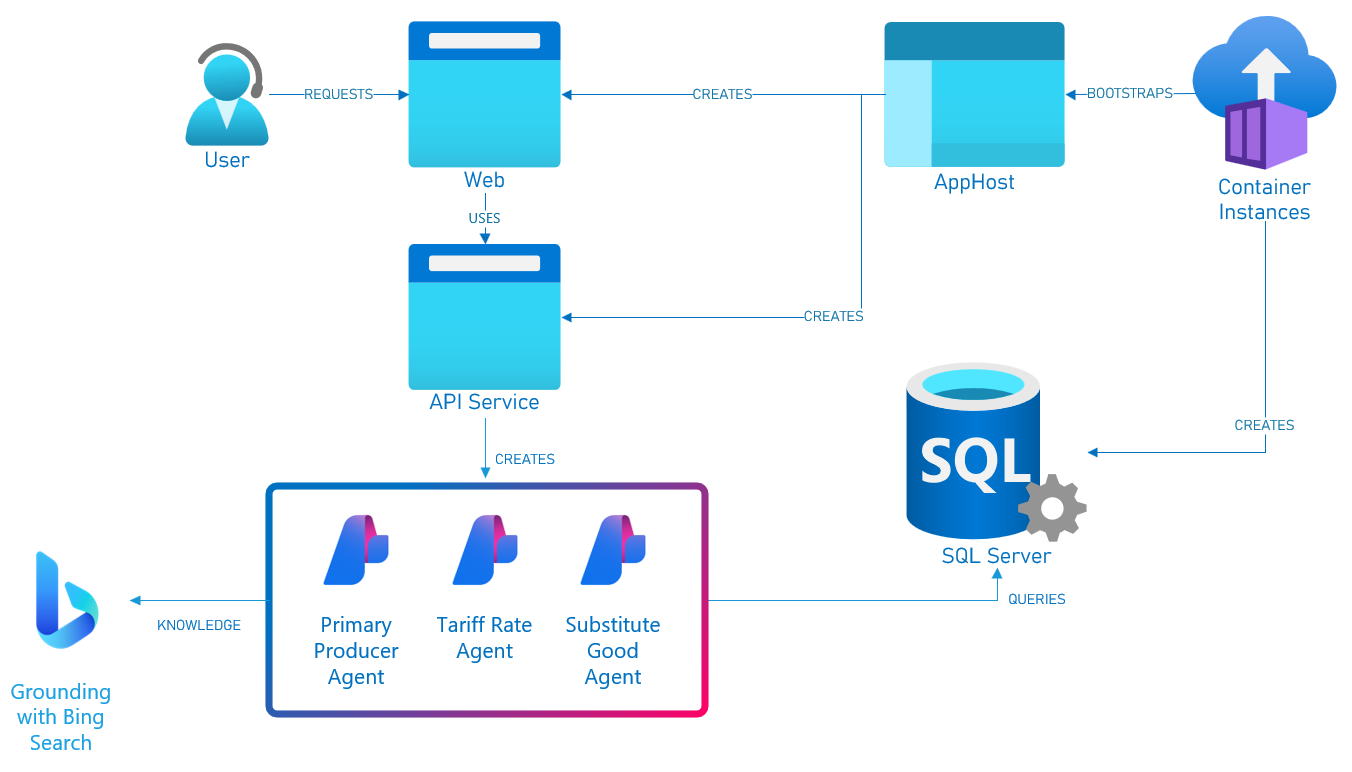 REQUESTS
CREATES
BOOTSTRAPS
User
Web
AppHost
Container
Instances
USES
CREATES
API Service
CREATES
SQL
CREATES
SQL Server
QUERIES
KNOWLEDGE
Primary
Producer
Agent
Tariff Rate
Agent
Substitute
Good
Agent
Grounding
with Bing
Search